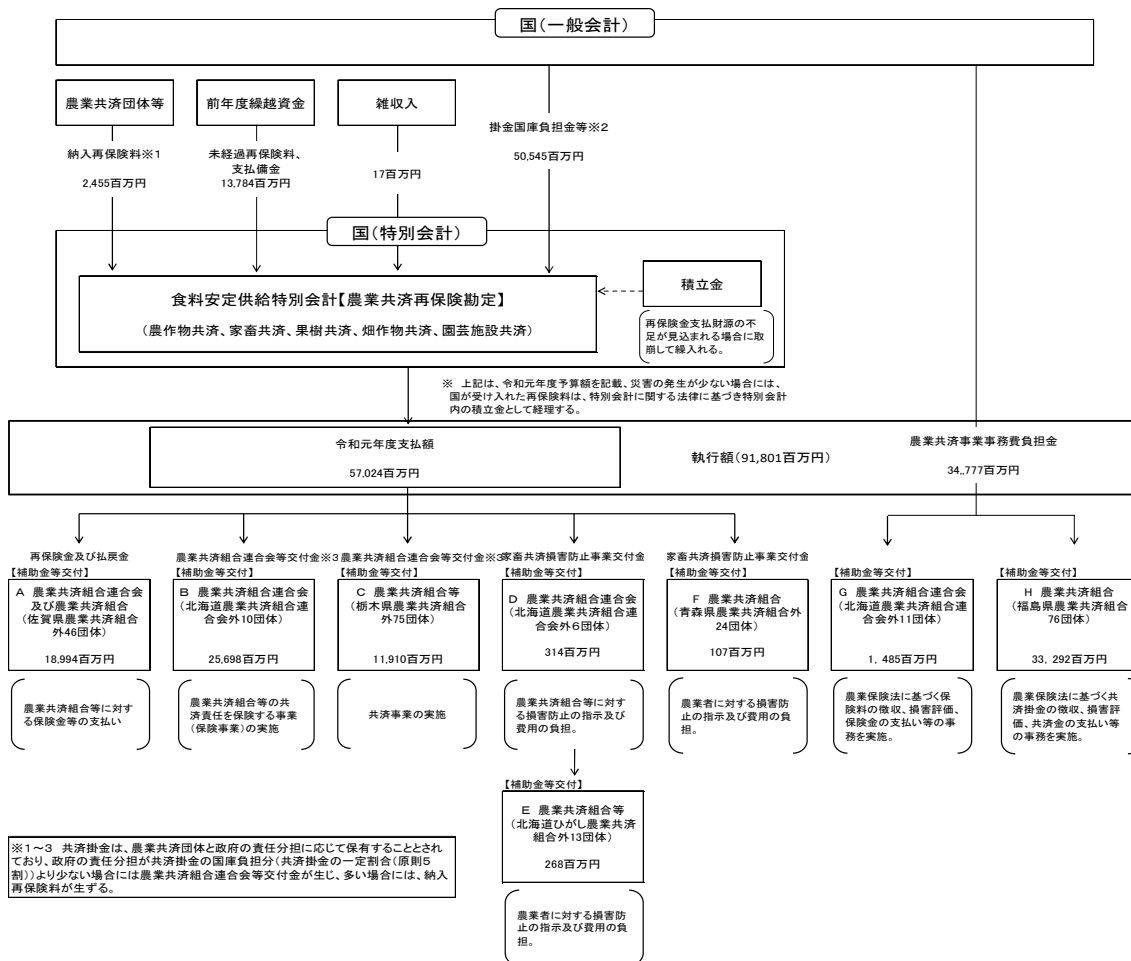 国(一般会計)
農業共済団体等
前年度繰越資金
雑収入
納入再保険料※1
2,455百万円
未経過再保険料、
支払備金
13,784百万円
17百万円
掛金国庫負担金等※2
50,545百万円
国(特別会計)
食料安定供給特別会計【農業共済再保険勘定】
(農作物共済、家畜共済、果樹共済、畑作物共済、園芸施設共済)
積立金
再保険金支払財源の不
足が見込まれる場合に取
崩して繰入れる。
※ 上記は、令和元年度予算額を記載、災害の発生が少ない場合には、
国が受け入れた再保険料は、特別会計に関する法律に基づき特別会計
内の積立金として経理する。
令和元年度支払額
57,024百万円
執行額(91,801百万円)
農業共済事業事務費負担金
34,,777百万円
再保険金及び払戻金
【補助金等交付】
A 農業共済組合連合会
及び農業共済組合
(佐賀県農業共済組合
外46団体)
18,994百万円
農業共済組合等に対す
る保険金等の支払い
農業共済組合連合会等交付金※3
【補助金等交付】
B 農業共済組合連合会
(北海道農業共済組合連
合会外10団体)
25,698百万円
農業共済組合等の共
済責任を保険する事業
(保険事業)の実施
農業共済組合連合会等交付金※3
【補助金等交付】
C 農業共済組合等
(栃木県農業共済組合
外75団体)
11,910百万円
共済事業の実施
家畜共済損害防止事業交付金
【補助金等交付】
D 農業共済組合連合会
(北海道農業共済組合連
合会外6団体)
314百万円
農業共済組合等に対す
る損害防止の指示及び
費用の負担。
【補助金等交付】
E 農業共済組合等
(北海道ひがし農業共済
組合外13団体)
268百万円
農業者に対する損害防
止の指示及び費用の負
担。
家畜共済損害防止事業交付金
【補助金等交付】
F 農業共済組合
(青森県農業共済組合外
24団体)
107百万円
農業者に対する損害防
止の指示及び費用の負
担。
【補助金等交付】
G 農業共済組合連合会
(北海道農業共済組合連
合会外11団体)
1, 485百万円
農業保険法に基づく保
険料の徴収、損害評価、
保険金の支払い等の事
務を実施。
【補助金等交付】
H 農業共済組合
(福島県農業共済組合
76団体)
33, 292百万円
農業保険法に基づく共
済掛金の徴収、損害評
価、共済金の支払い等
の事務を実施。
※1~3 共済掛金は、農業共済団体と政府の責任分担に応じて保有することとさ
れており、政府の責任分担が共済掛金の国庫負担分(共済掛金の一定割合(原則5
割))より少ない場合には農業共済組合連合会等交付金が生じ、多い場合には、納入
再保険料が生ずる。